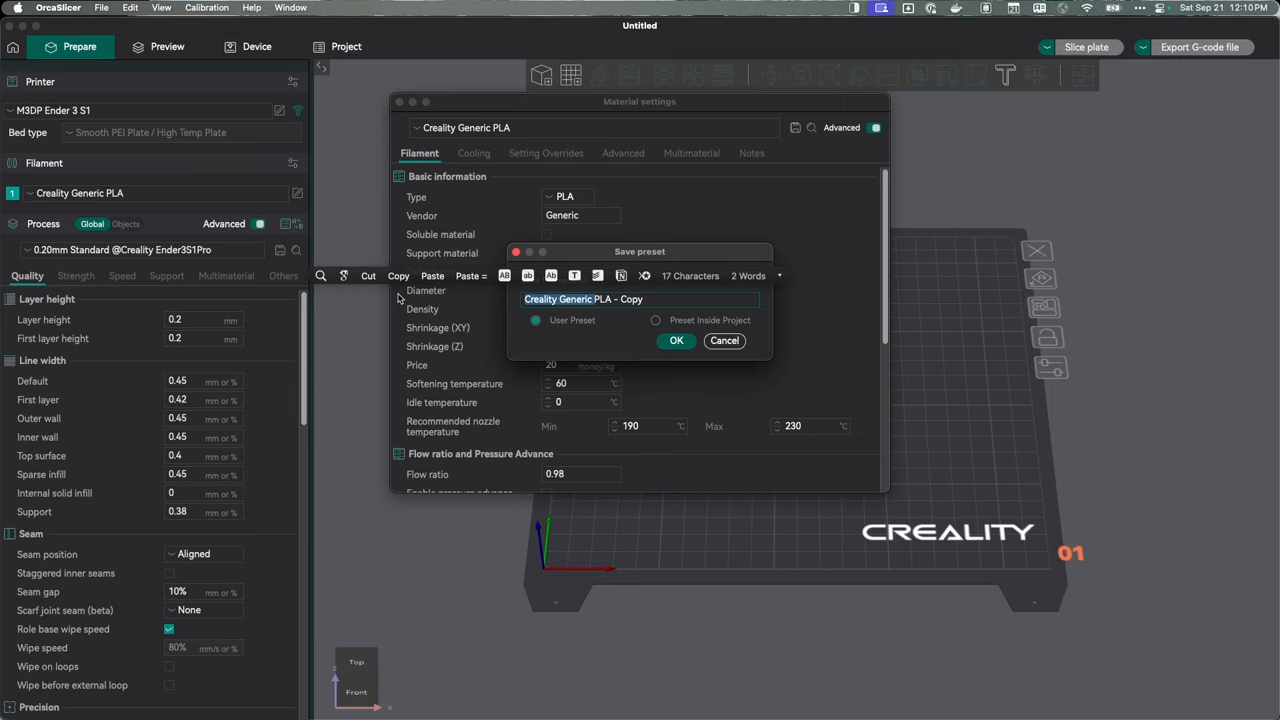 OrcaSlicer File Edit View Calibration Help Window
21
Sat Sep 21 12:10 PM
Untitled
Prepare Preview Device Project
Slice plate Export G-code file
Printer
M3DP Ender 3 S1
Bed type Smooth PEI Plate / High Temp Plate
Filament
1 Creality Generic PLA
Process Global Objects Advanced
0.20mm Standard @Creality Ender3S1Pro
Quality Strength Speed Support Multimaterial Others
Layer height
Layer height 0.2 mm
First layer height 0.2 mm
Line width
Default 0.45 mm or %
First layer 0.42 mm or %
Outer wall 0.45 mm or %
Inner wall 0.45 mm or %
Top surface 0.4 mm or %
Sparse infill 0.45 mm or %
Internal solid infill 0 mm or %
Support 0.38 mm or %
Seam
Seam position Aligned
Staggered inner seams
Seam gap 10% mm or %
Scarf joint seam (beta) None
Role base wipe speed
Wipe speed 80% mm/s or %
Wipe on loops
Wipe before external loop
Precision
Material settings
Creality Generic PLA Advanced
Filament Cooling Setting Overrides Advanced Multimaterial Notes
Basic information
Type PLA
Vendor Generic
Soluble material
Support material
Diameter
Density
Shrinkage (XY)
Shrinkage (Z)
Price 20 money/kg
Softening temperature 60 °C
Idle temperature 0 °C
Recommended nozzle
temperature
Min 190 °C Max 230 °C
Flow ratio and Pressure Advance
Flow ratio 0.98
Enable pressure advance
Save preset
Cut Copy Paste Paste = AB ab Ab T 17 Characters 2 Words
Creality Generic PLA - Copy
User Preset Preset Inside Project
OK Cancel
CREALITY
01
Top
Front
z
x